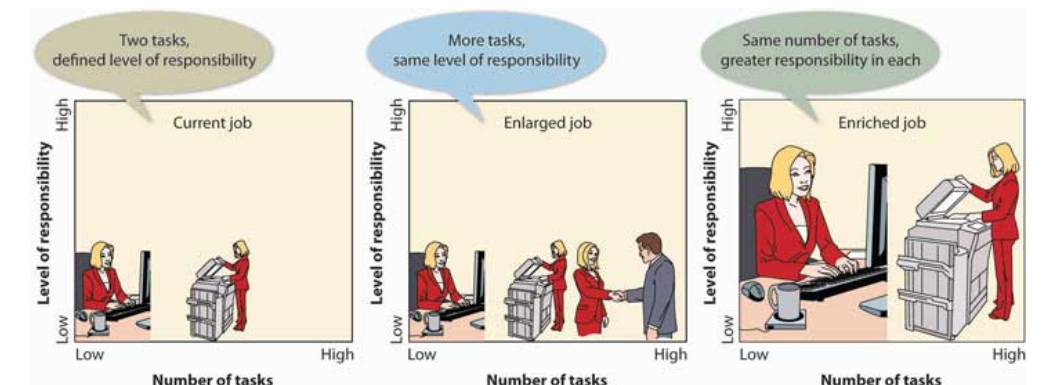 Two tasks,
defined level of responsibility
More tasks,
same level of responsibility
Same number of tasks,
greater responsibility in each
High
Current job
Level of responsibility
Low
Low
High
Number of tasks
High
Enlarged job
Level of responsibility
Low
Low
High
Number of tasks
High
Enriched job
Level of responsibility
Low
Low
High
Number of tasks